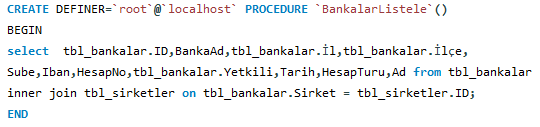 CREATE DEFINER=`root`@`localhost` PROCEDURE `BankalarListele`()
BEGIN
select  tbl_bankalar.ID,BankaAd,tbl_bankalar.İl,tbl_bankalar.İlçe,
Sube,Iban,HesapNo,tbl_bankalar.Yetkili,Tarih,HesapTuru,Ad from tbl_bankalar
inner join tbl_sirketler on tbl_bankalar.Sirket = tbl_sirketler.ID;
END